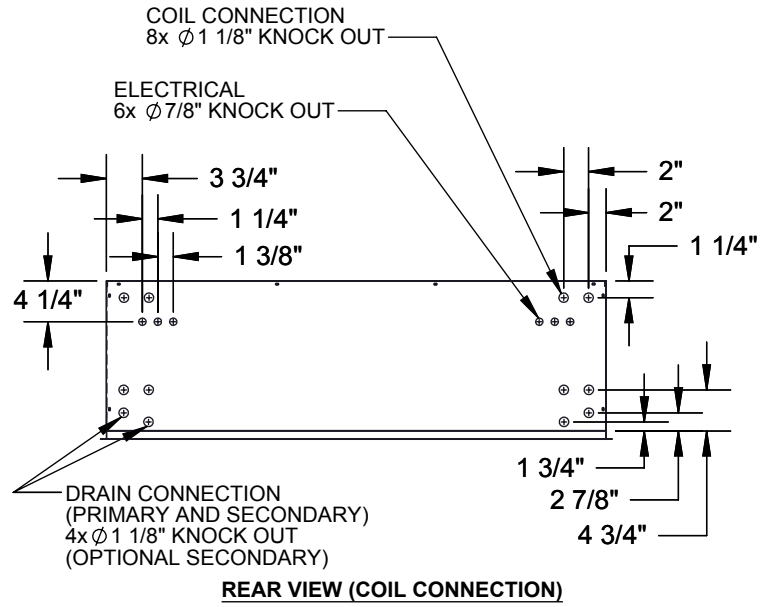 COIL CONNECTION
8x ∅1 1/8" KNOCK OUT
ELECTRICAL
6x ∅7/8" KNOCK OUT
3 3/4"
2"
1 1/4"
2"
1 3/8"
1 1/4"
4 1/4"
1 3/4"
2 7/8"
4 3/4"
DRAIN CONNECTION
(PRIMARY AND SECONDARY)
4x ∅1 1/8" KNOCK OUT
(OPTIONAL SECONDARY)
REAR VIEW (COIL CONNECTION)